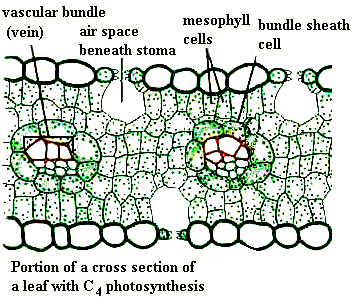 vascular bundle
(vein)
air space
beneath stoma
mesophyll
cells
bundle sheath
cell
Portion of a cross section of
a leaf with C₄ photosynthesis